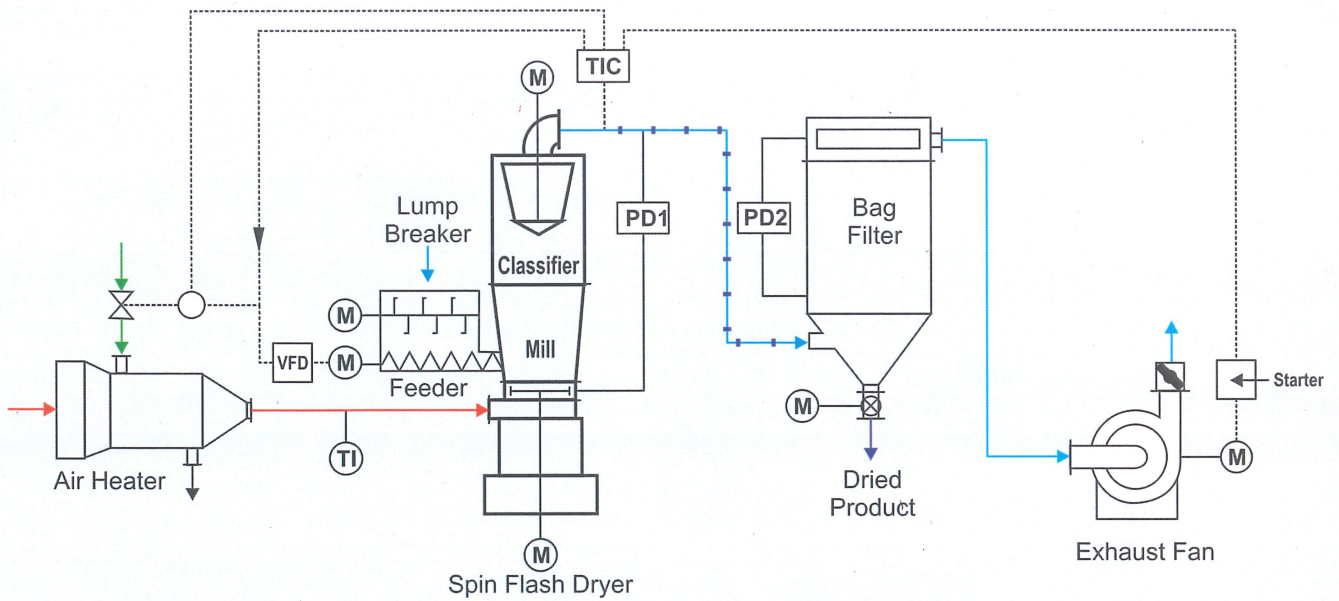 TIC
M
Lump
Breaker
PD1
PD2
Bag
Filter
Classifier
M
Mill
VFD
M
Feeder
Starter
M
TI
M
Air Heater
Dried
Product
M
Exhaust Fan
Spin Flash Dryer